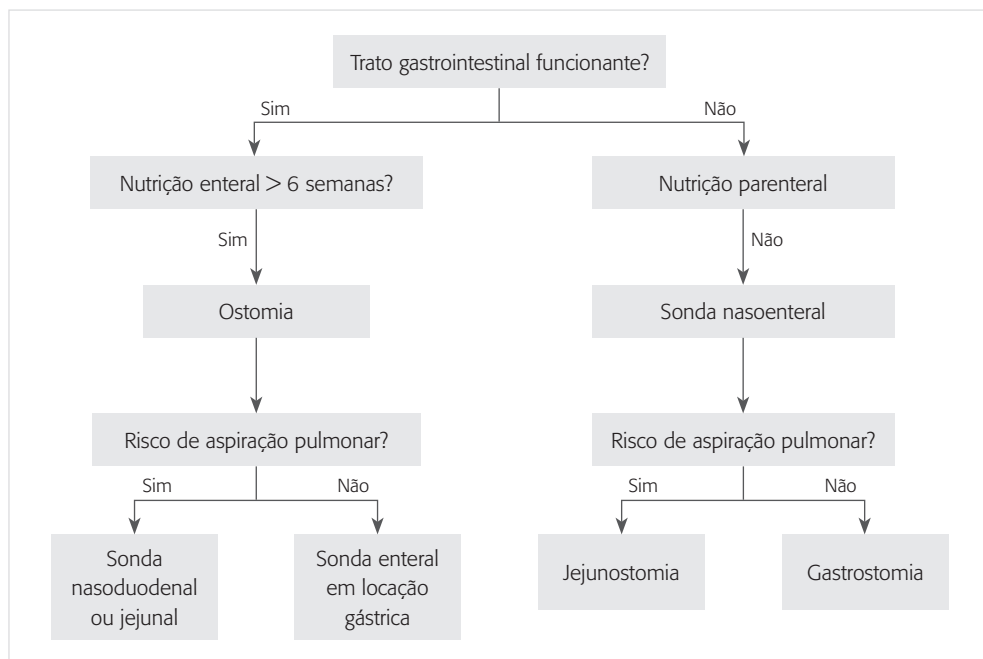 Trato gastrointestinal funcionante?
Sim
Não
Nutrição enteral > 6 semanas?
Nutrição parenteral
Sim
Não
Ostomia
Sonda nasoenteral
Risco de aspiração pulmonar?
Risco de aspiração pulmonar?
Sim
Não
Sim
Não
Sonda
nasoduodenal
ou jejunal
Sonda enteral
em locação
gástrica
Jejunostomia
Gastrostomia